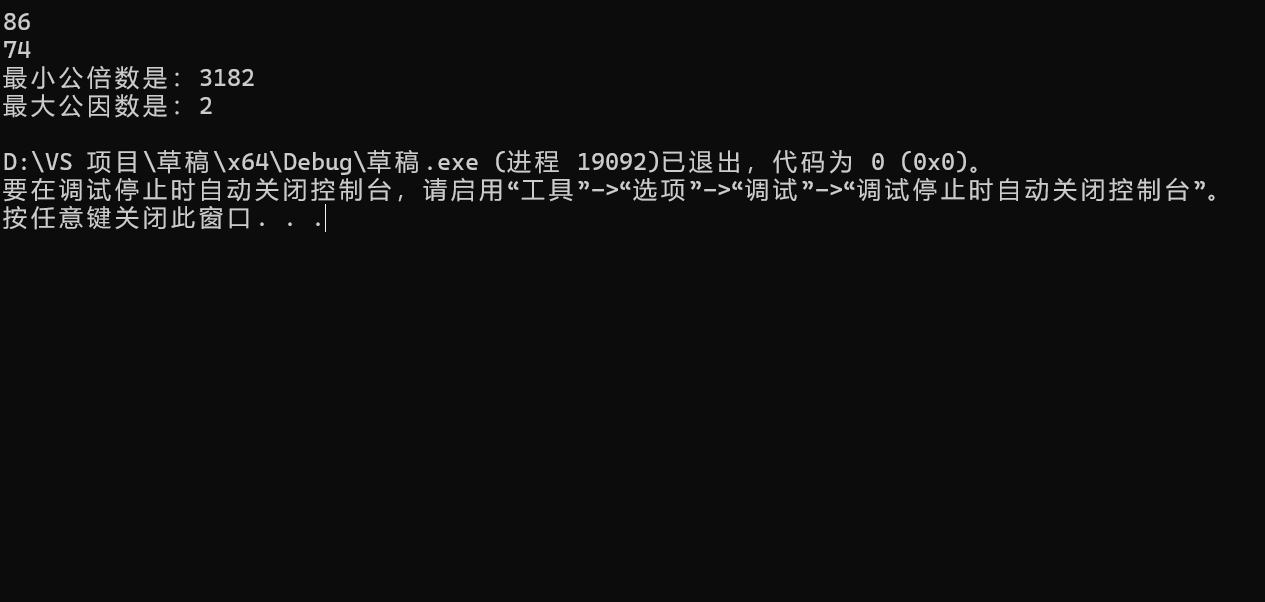 86
74
最小公倍数是：3182
最大公因数是：2
D:\VS 项目\草稿\x64\Debug\草稿.exe (进程 19092)已退出，代码为 0 (0x0)。
要在调试停止时自动关闭控制台，请启用“工具”->“选项”->“调试”->“调试停止时自动关闭控制台”。
按任意键关闭此窗口. . .